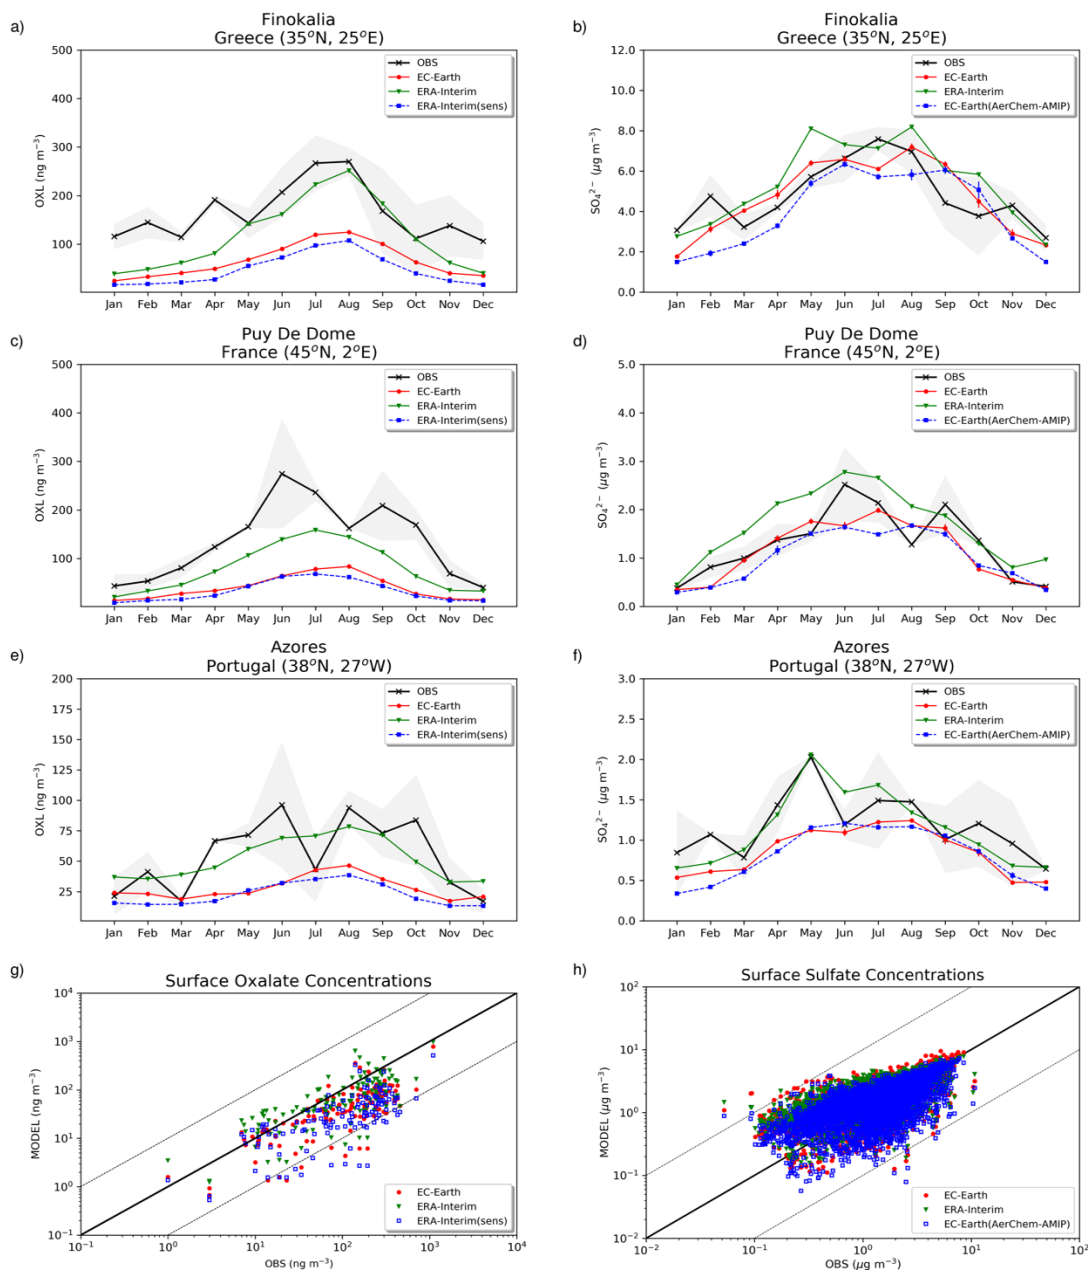 a)
Finokalia
Greece (35°N, 25°E)
500
400
300
200
100
OXL (ng m⁻³)
OBS
EC-Earth
ERA-Interim
ERA-Interim(sens)
Jan Feb Mar Apr May Jun Jul Aug Sep Oct Nov Dec
b)
Finokalia
Greece (35°N, 25°E)
12.0
10.0
8.0
6.0
4.0
2.0
0.0
SO₄²⁻ (µg m⁻³)
OBS
EC-Earth
ERA-Interim
EC-Earth(AerChem-AMIP)
Jan Feb Mar Apr May Jun Jul Aug Sep Oct Nov Dec
c)
Puy De Dome
France (45°N, 2°E)
500
400
300
200
100
OXL (ng m⁻³)
OBS
EC-Earth
ERA-Interim
ERA-Interim(sens)
Jan Feb Mar Apr May Jun Jul Aug Sep Oct Nov Dec
d)
Puy De Dome
France (45°N, 2°E)
5.0
4.0
3.0
2.0
1.0
0.0
SO₄²⁻ (µg m⁻³)
OBS
EC-Earth
ERA-Interim
EC-Earth(AerChem-AMIP)
Jan Feb Mar Apr May Jun Jul Aug Sep Oct Nov Dec
e)
Azores
Portugal (38°N, 27°W)
200
175
150
125
100
75
50
25
OXL (ng m⁻³)
OBS
EC-Earth
ERA-Interim
ERA-Interim(sens)
Jan Feb Mar Apr May Jun Jul Aug Sep Oct Nov Dec
f)
Azores
Portugal (38°N, 27°W)
3.0
2.5
2.0
1.5
1.0
0.5
0.0
SO₄²⁻ (µg m⁻³)
OBS
EC-Earth
ERA-Interim
EC-Earth(AerChem-AMIP)
Jan Feb Mar Apr May Jun Jul Aug Sep Oct Nov Dec
g)
Surface Oxalate Concentrations
10⁴
10³
10²
10¹
10⁰
10⁻¹
MODEL (ng m⁻³)
EC-Earth
ERA-Interim
ERA-Interim(sens)
10⁻¹ 10⁰ 10¹ 10² 10³ 10⁴
OBS (ng m⁻³)
h)
Surface Sulfate Concentrations
10²
10¹
10⁰
10⁻¹
10⁻²
MODEL (µg m⁻³)
EC-Earth
ERA-Interim
EC-Earth(AerChem-AMIP)
10⁻² 10⁻¹ 10⁰ 10¹ 10²
OBS (µg m⁻³)